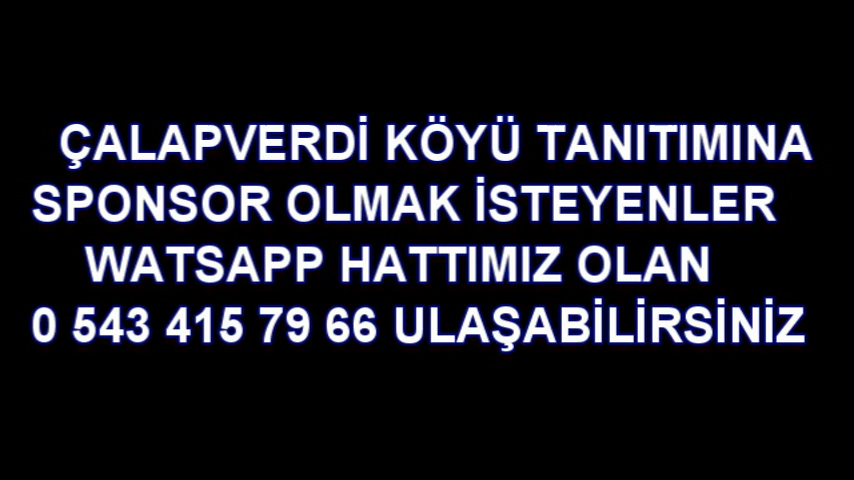 ÇALAPVERDİ KÖYÜ TANITIMINA
SPONSOR OLMAK İSTEYENLER
WATSAPP HATTIMIZ OLAN
0 543 415 79 66 ULAŞABİLİRSİNİZ